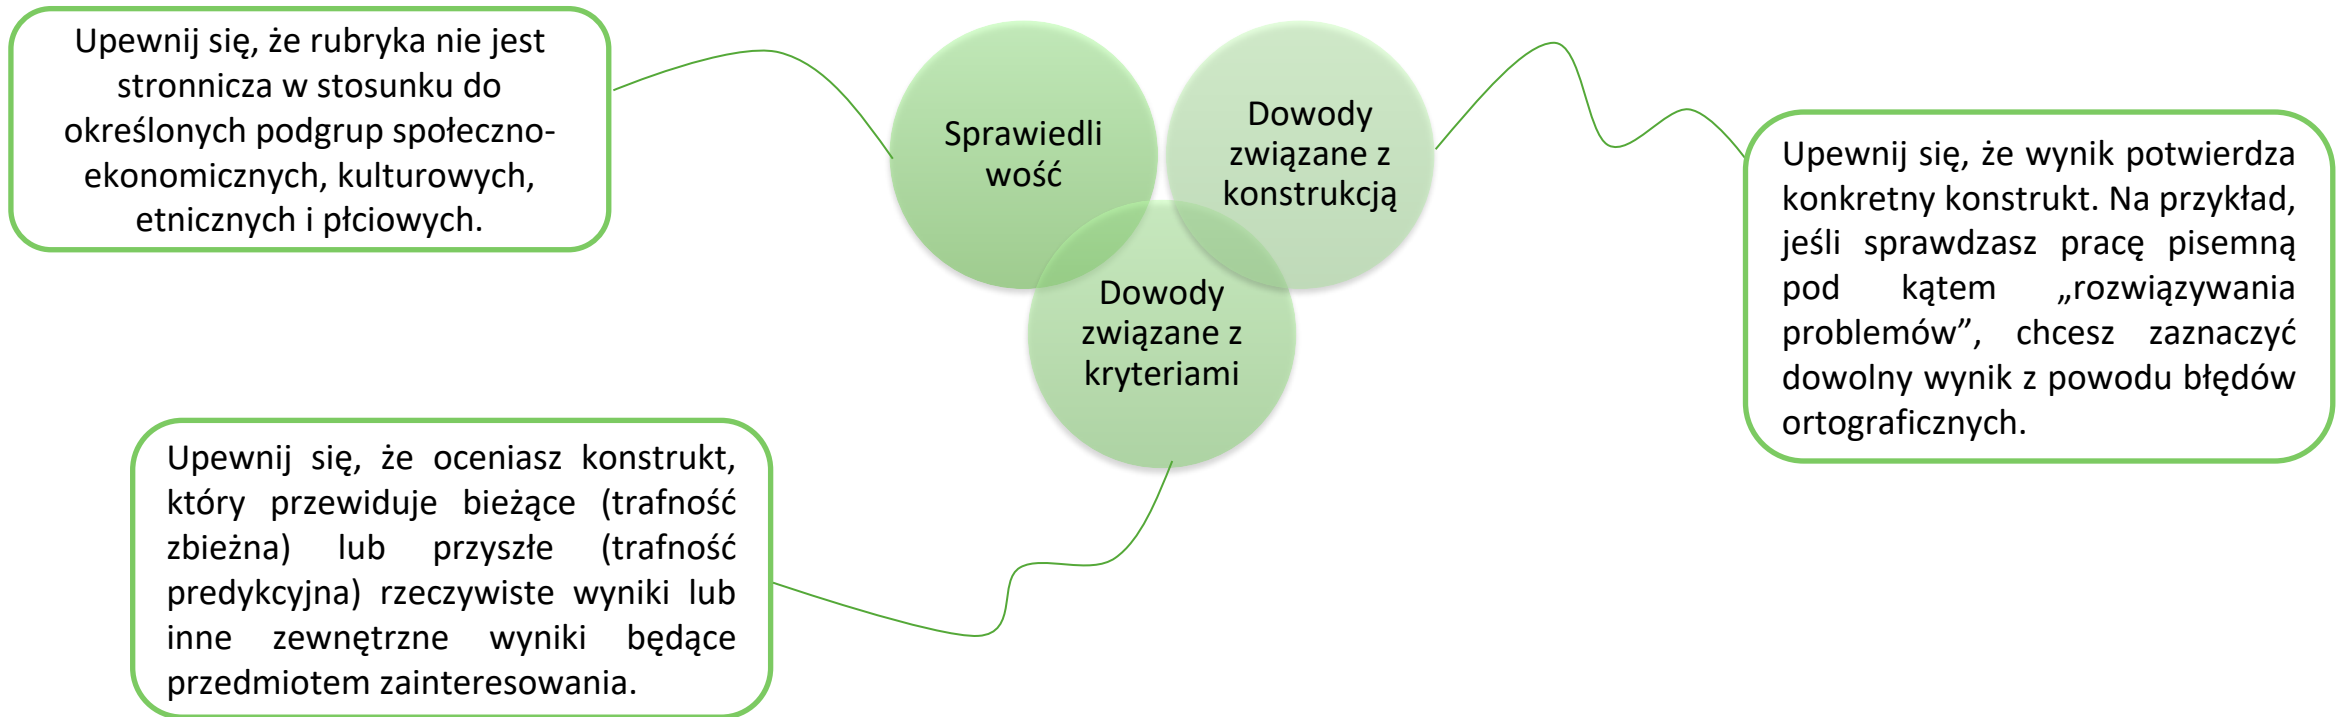 Upewnij się, że rubryka nie jest
stronnicza w stosunku do
określonych podgrup społeczno-
ekonomicznych, kulturowych,
etnicznych i płciowych.
Sprawiedli
wość
Dowody
związane z
konstrukcją
Upewnij się, że wynik potwierdza
konkretny konstrukt. Na przykład,
jeśli sprawdzasz pracę pisemną
pod kątem „rozwiązywania
problemów”, chcesz zaznaczyć
dowolny wynik z powodu błędów
ortograficznych.
Dowody
związane z
kryteriami
Upewnij się, że oceniasz konstrukt,
który przewiduje bieżące (trafność
zbieżna) lub przyszłe (trafność
predykcyjna) rzeczywiste wyniki lub
inne zewnętrzne wyniki będące
przedmiotem zainteresowania.